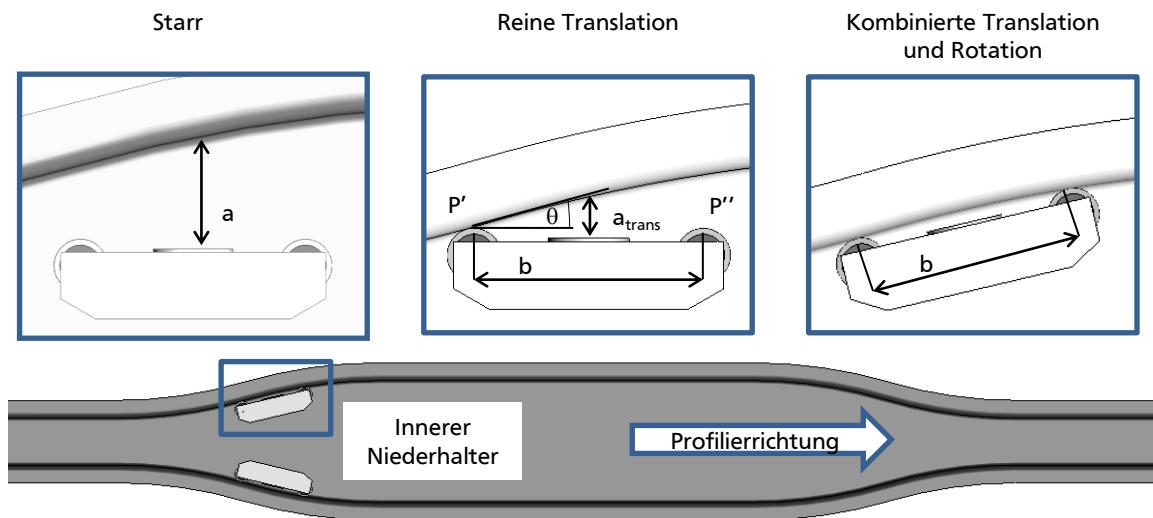 Starr
Reine Translation
Kombinierte Translation
und Rotation
a
P′
θ
a_trans
P′′
b
b
Innerer
Niederhalter
Profilierrichtung